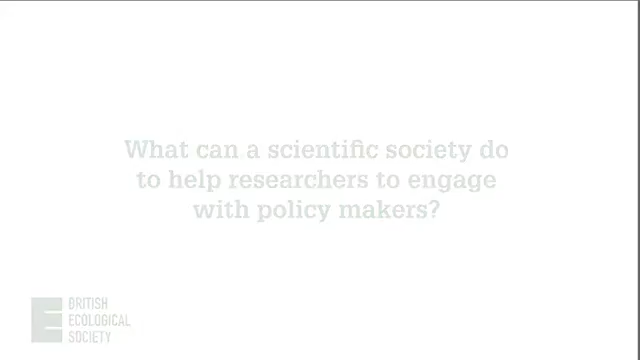 What can a scientific society do
to help researchers to engage
with policy makers?
BRITISH
ECOLOGICAL
SOCIETY